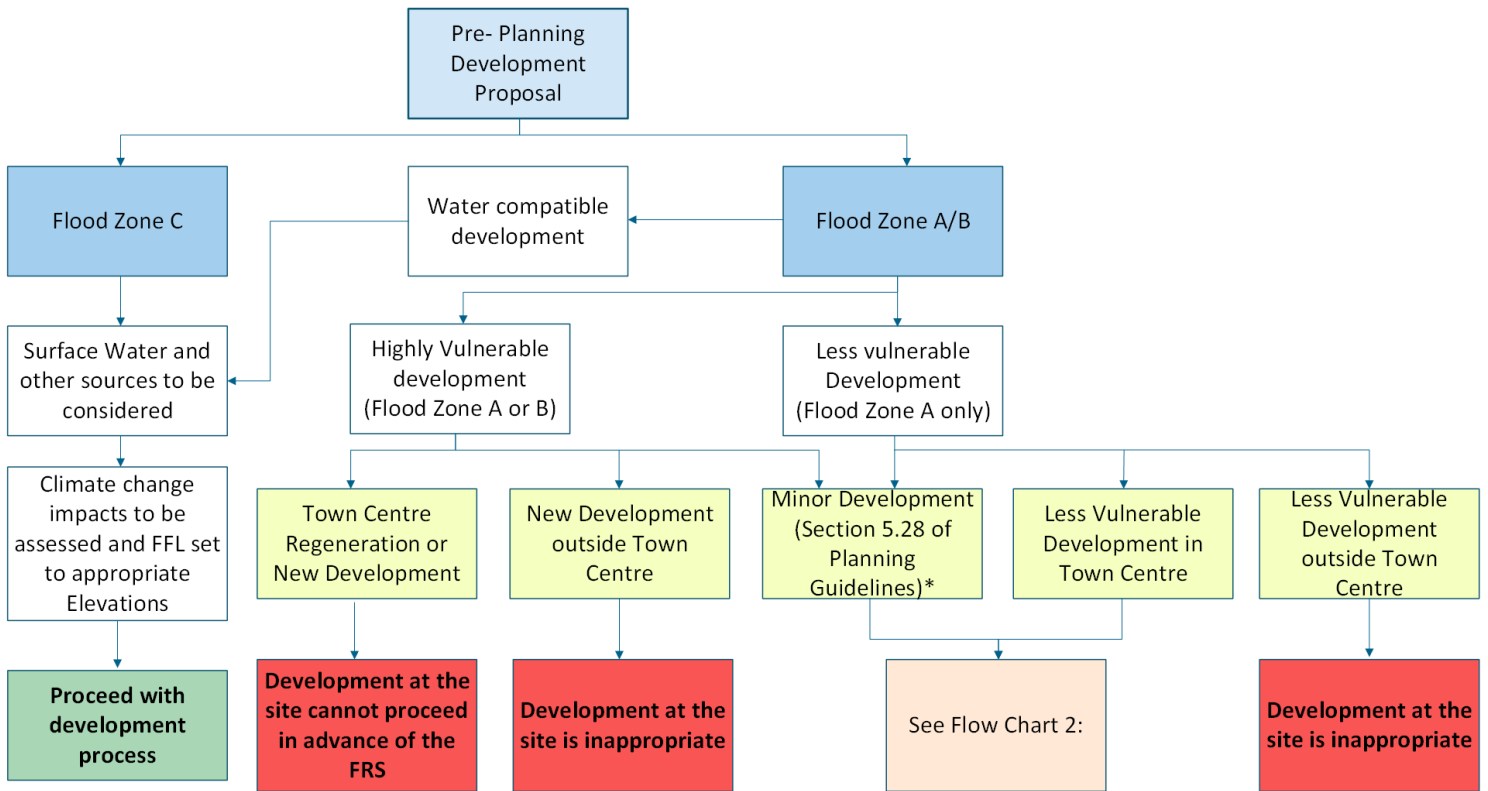 Pre- Planning
Development
Proposal
Flood Zone C
Water compatible
development
Flood Zone A/B
Surface Water and
other sources to be
considered
Highly Vulnerable
development
(Flood Zone A or B)
Less vulnerable
Development
(Flood Zone A only)
Climate change
impacts to be
assessed and FFL set
to appropriate
Elevations
Town Centre
Regeneration or
New Development
New Development
outside Town
Centre
Minor Development
(Section 5.28 of
Planning
Guidelines)*
Less Vulnerable
Development in
Town Centre
Less Vulnerable
Development
outside Town
Centre
Proceed with
development
process
Development at the
site cannot proceed
in advance of the
FRS
Development at the
site is inappropriate
See Flow Chart 2:
Development at the
site is inappropriate